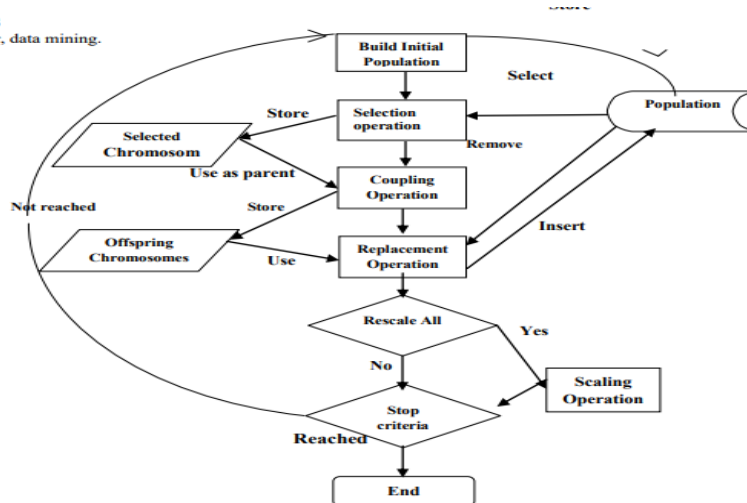 , data mining.
Build Initial
Population
Select
Population
Store
Selection
operation
Selected
Chromosom
Remove
Use as parent
Coupling
Operation
Not reached
Store
Offspring
Chromosomes
Replacement
Operation
Insert
Use
Rescale All
Yes
No
Scaling
Operation
Stop
criteria
Reached
End